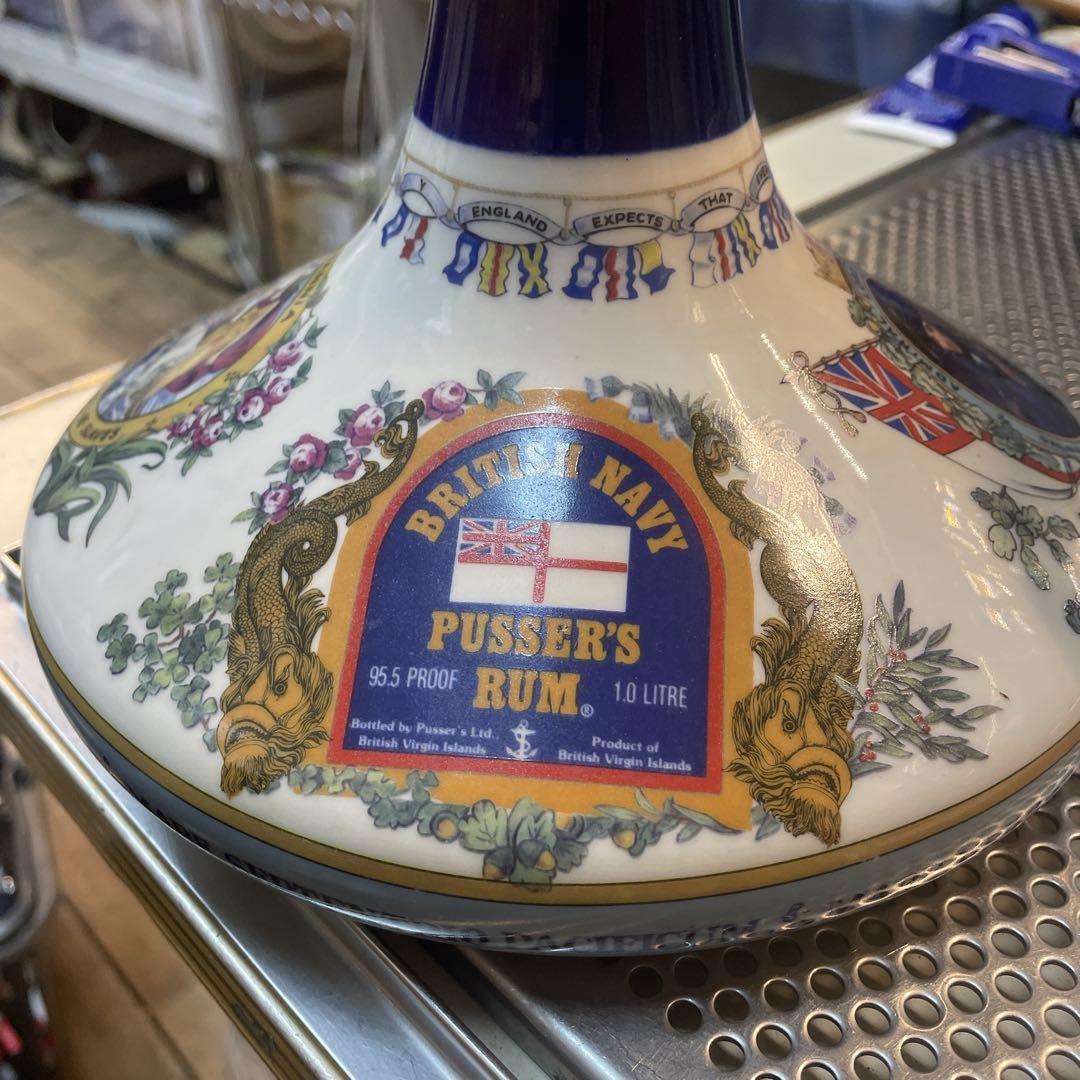 ENGLAND EXPECTS THAT
BRITISH NAVY
PUSSER'S
95.5 PROOF RUM® 1.0 LITRE
Bottled by Pusser's Ltd.
British Virgin Islands
Product of
British Virgin Islands